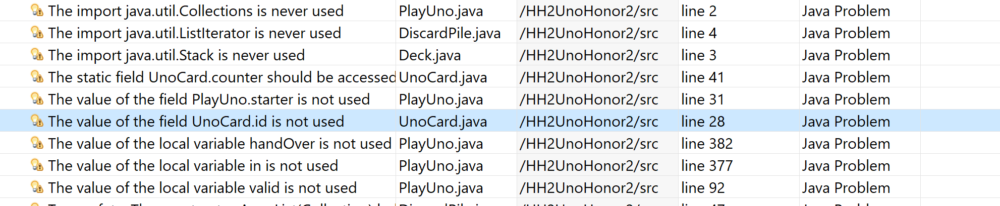 The import java.util.Collections is never used PlayUno.java /HH2UnoHonor2/src line 2 Java Problem
The import java.util.ListIterator is never used DiscardPile.java /HH2UnoHonor2/src line 4 Java Problem
The import java.util.Stack is never used Deck.java /HH2UnoHonor2/src line 3 Java Problem
The static field UnoCard.counter should be accessed UnoCard.java /HH2UnoHonor2/src line 41 Java Problem
The value of the field PlayUno.starter is not used PlayUno.java /HH2UnoHonor2/src line 31 Java Problem
The value of the field UnoCard.id is not used UnoCard.java /HH2UnoHonor2/src line 28 Java Problem
The value of the local variable handOver is not used PlayUno.java /HH2UnoHonor2/src line 382 Java Problem
The value of the local variable in is not used PlayUno.java /HH2UnoHonor2/src line 377 Java Problem
The value of the local variable valid is not used PlayUno.java /HH2UnoHonor2/src line 92 Java Problem